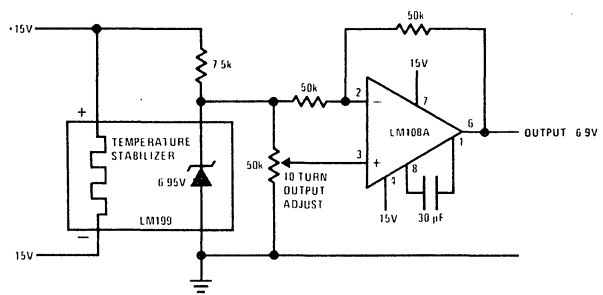 +15V
7 5k
50k
50k
15V
2
7
−
LM108A
6
OUTPUT 6 9V
+
TEMPERATURE
STABILIZER
6 95V
50k
10 TURN
OUTPUT
ADJUST
3
+
8
1
4
15V
30 pF
LM199
−
15V